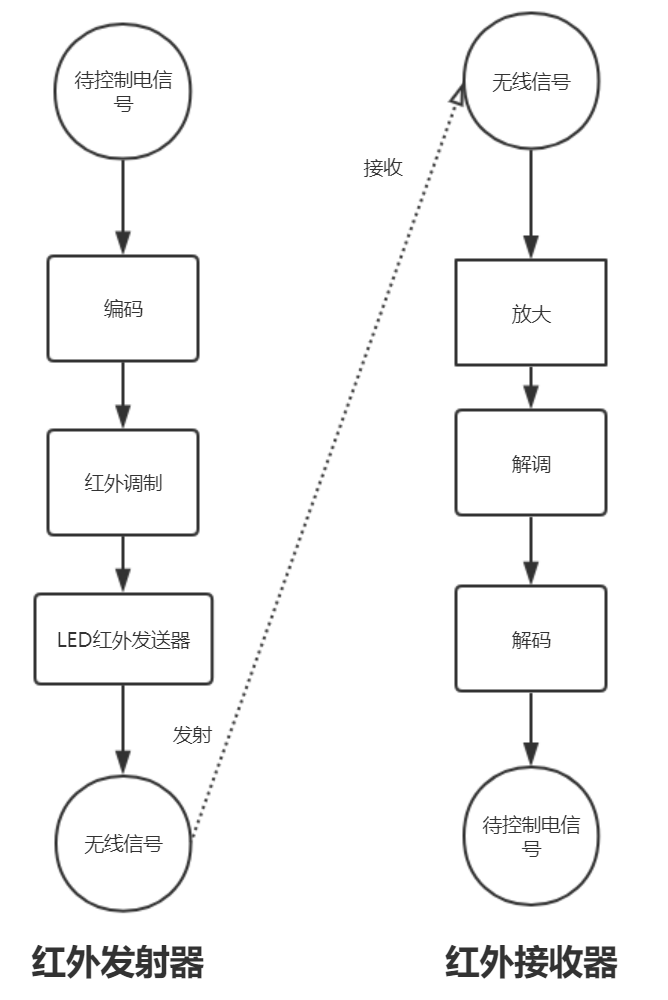 待控制电信
号
编码
红外调制
LED红外发送器
发射
无线信号
红外发射器
接收
无线信号
放大
解调
解码
待控制电信
号
红外接收器